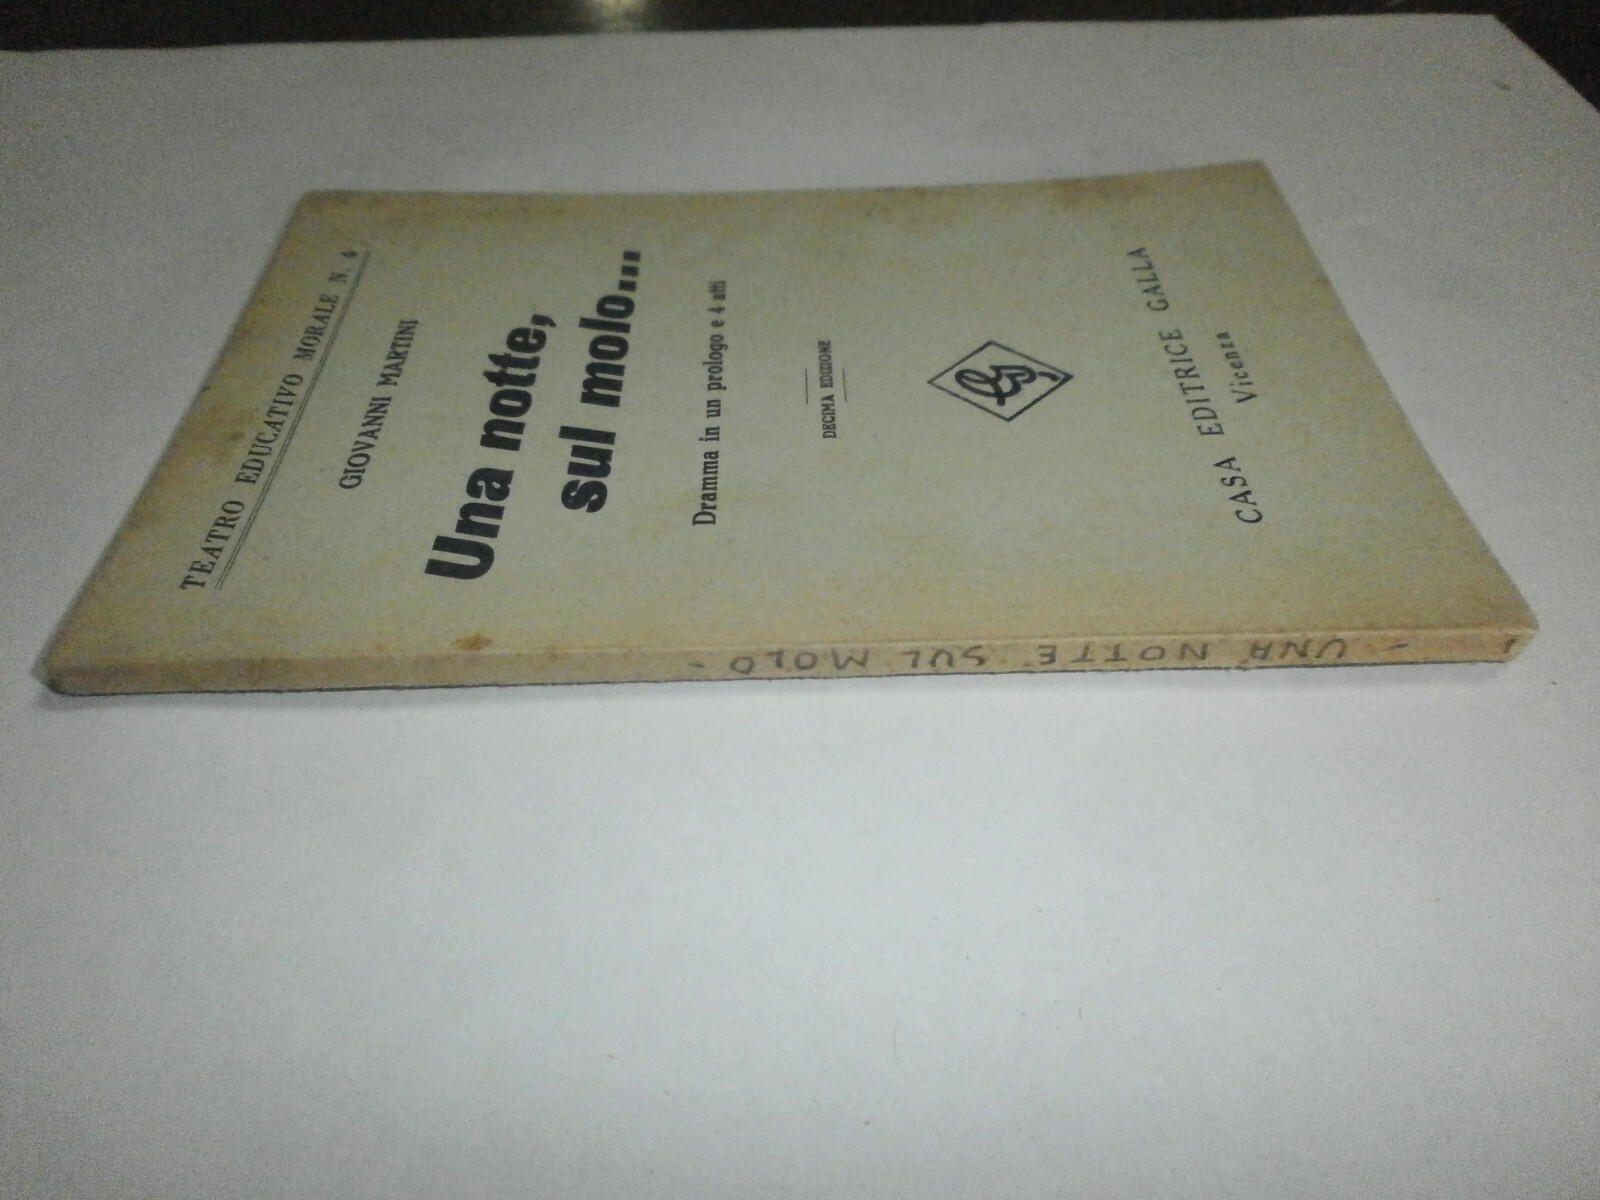 TEATRO EDUCATIVO MORALE N. 4
GIOVANNI MARTINI
Una notte,
sul molo...
Dramma in un prologo e 4 atti
DECIMA EDIZIONE
CASA EDITRICE GALLA
Vicenza
- UNA NOTTE SUL MOLO -